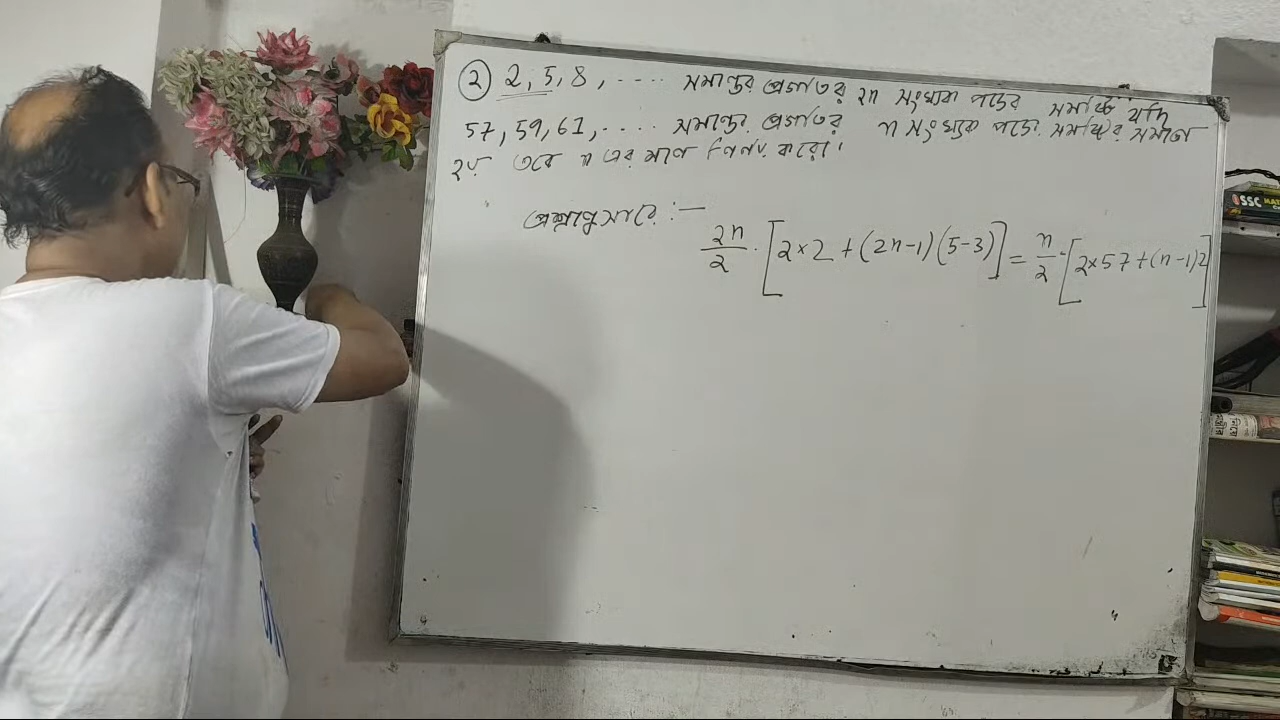 ② 2, 5, 8, .... সমান্তর প্রগতির 2n সংখ্যক পদের সমষ্টি যদি
57, 59, 61, .... সমান্তর প্রগতির n সংখ্যক পদের সমষ্টির সমান
হয় তবে n এর মান নির্ণয় করো।
প্রশ্নানুসারে :—
2n/2 · [2×2 + (2n-1)(5-3)] = n/2 · [2×57+(n-1)2]
SSC